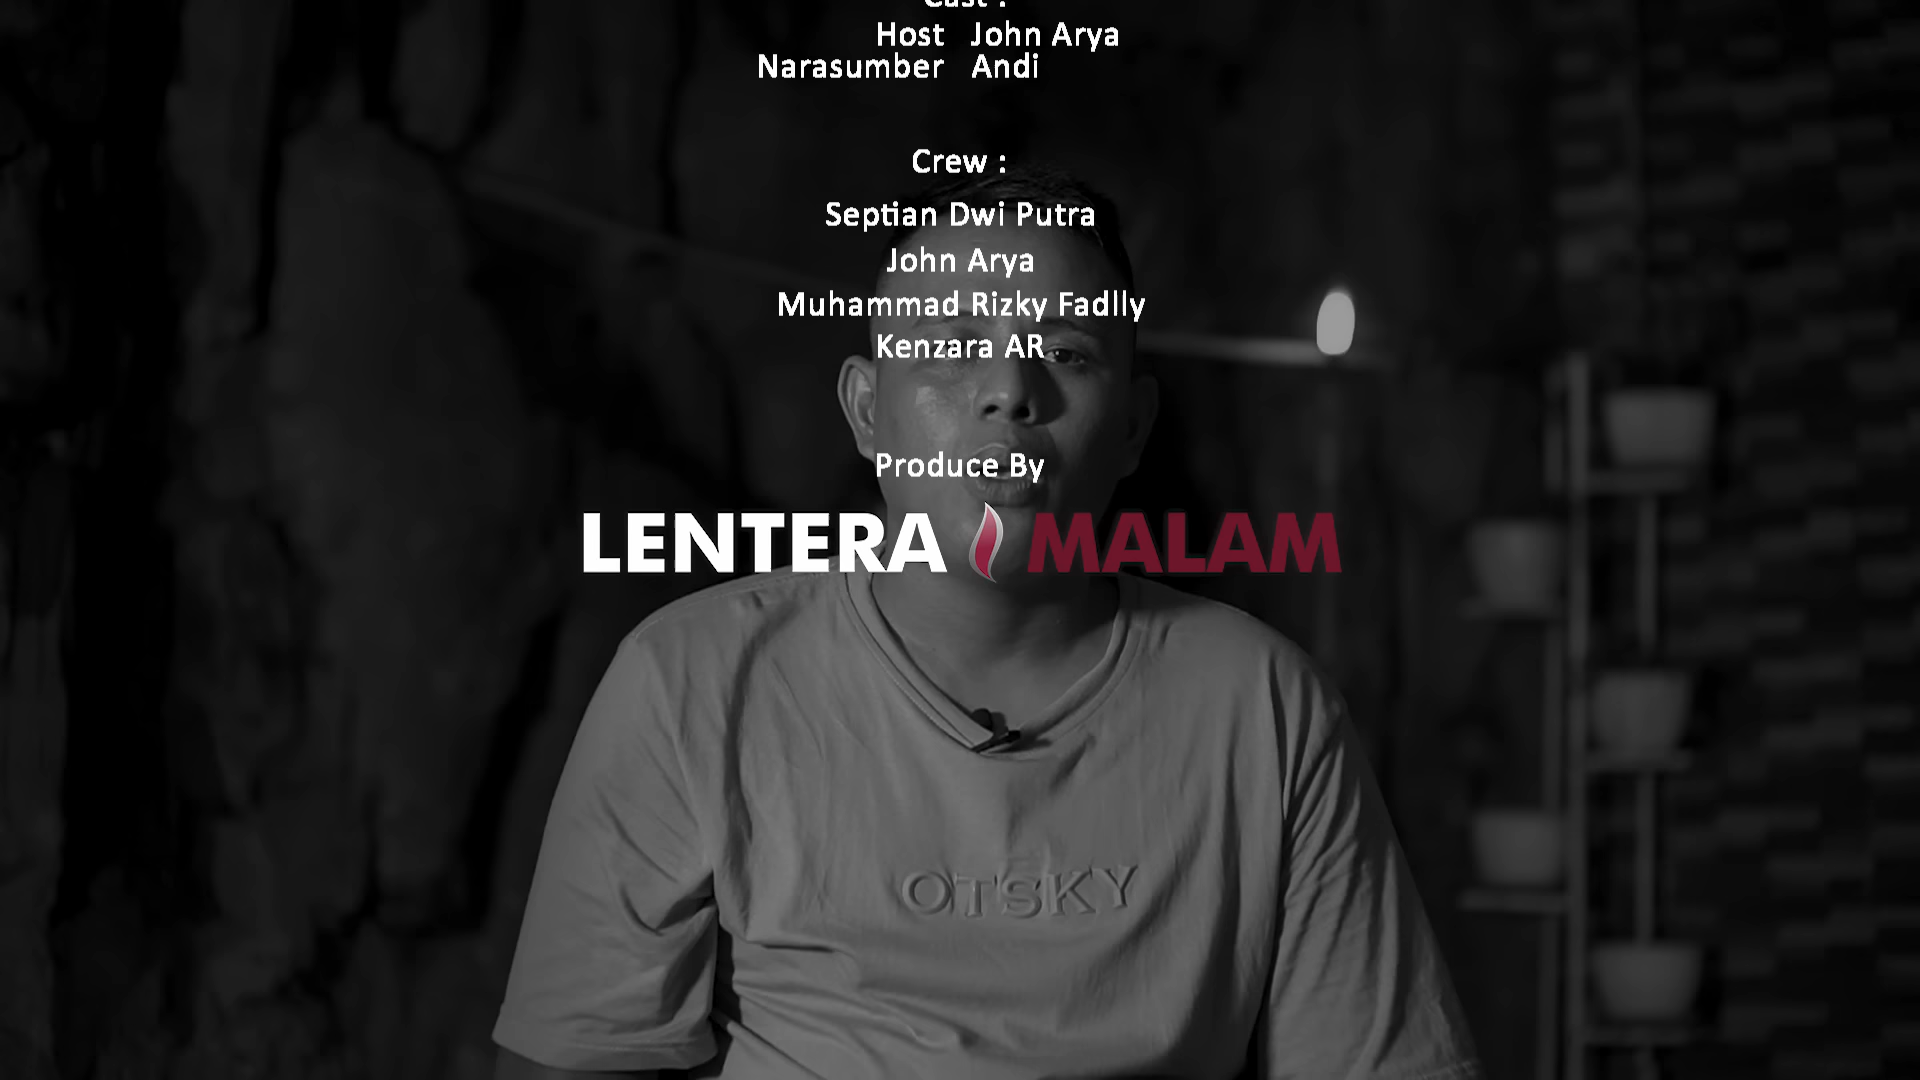 Cast :
Host John Arya
Narasumber Andi
Crew :
Septian Dwi Putra
John Arya
Muhammad Rizky Fadlly
Kenzara AR
Produce By
LENTERA MALAM
OTSKY